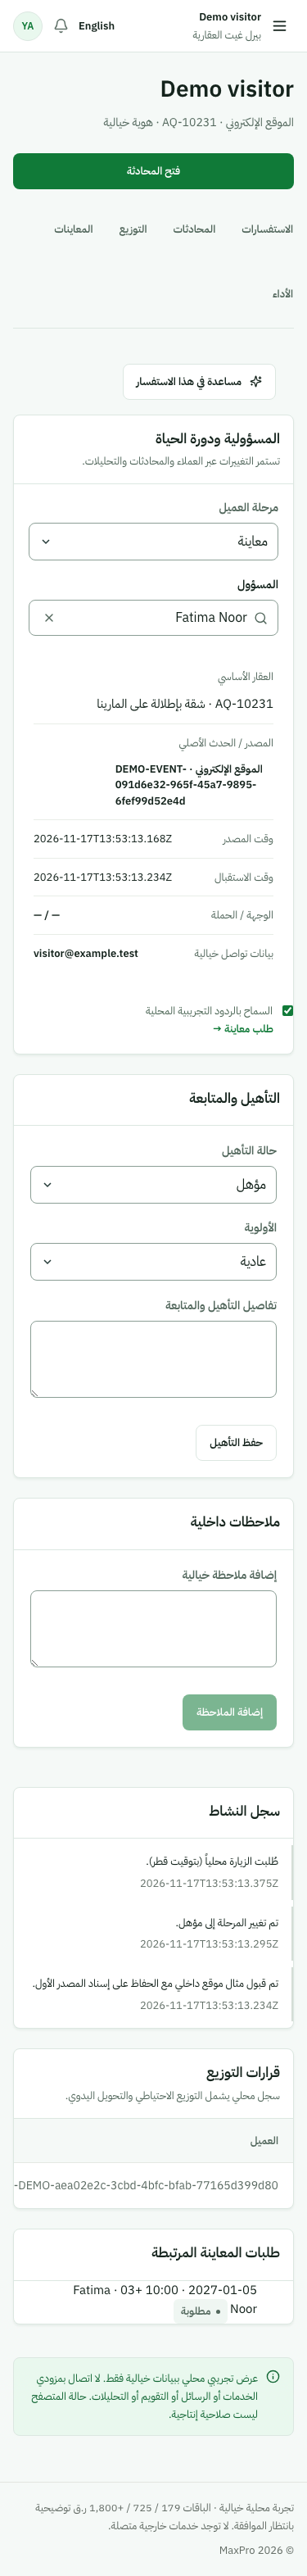 Demo visitor
بيرل غيت العقارية
English
YA
Demo visitor
الموقع الإلكتروني · AQ-10231 · هوية خيالية
فتح المحادثة
الاستفسارات
المحادثات
التوزيع
المعاينات
الأداء
مساعدة في هذا الاستفسار
المسؤولية ودورة الحياة
تستمر التغييرات عبر العملاء والمحادثات والتحليلات.
مرحلة العميل
معاينة
المسؤول
Fatima Noor
العقار الأساسي
AQ-10231 · شقة بإطلالة على المارينا
المصدر / الحدث الأصلي
الموقع الإلكتروني · DEMO-EVENT-
091d6e32-965f-45a7-9895-
6fef99d52e4d
وقت المصدر
2026-11-17T13:53:13.168Z
وقت الاستقبال
2026-11-17T13:53:13.234Z
الوجهة / الحملة
— / —
بيانات تواصل خيالية
visitor@example.test
السماح بالردود التجريبية المحلية
طلب معاينة →
التأهيل والمتابعة
حالة التأهيل
مؤهل
الأولوية
عادية
تفاصيل التأهيل والمتابعة
حفظ التأهيل
ملاحظات داخلية
إضافة ملاحظة خيالية
إضافة الملاحظة
سجل النشاط
طُلبت الزيارة محلياً (بتوقيت قطر).
2026-11-17T13:53:13.375Z
تم تغيير المرحلة إلى مؤهل.
2026-11-17T13:53:13.295Z
تم قبول مثال موقع داخلي مع الحفاظ على إسناد المصدر الأول.
2026-11-17T13:53:13.234Z
قرارات التوزيع
سجل محلي يشمل التوزيع الاحتياطي والتحويل اليدوي.
العميل
-DEMO-aea02e2c-3cbd-4bfc-bfab-77165d399d80
طلبات المعاينة المرتبطة
2027-01-05 · 10:00 +03 · Fatima
Noor • مطلوبة
عرض تجريبي محلي ببيانات خيالية فقط. لا اتصال بمزودي
الخدمات أو الرسائل أو التقويم أو التحليلات. حالة المتصفح
ليست صلاحية إنتاجية.
تجربة محلية خيالية · الباقات 179 / 725 / +1,800 ر.ق توضيحية
بانتظار الموافقة. لا توجد خدمات خارجية متصلة.
© 2026 MaxPro